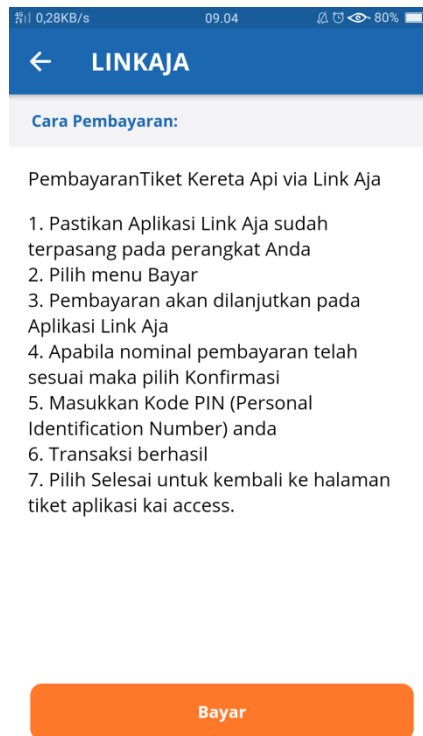 0,28KB/s 09.04 80%
LINKAJA
Cara Pembayaran:
PembayaranTiket Kereta Api via Link Aja
1. Pastikan Aplikasi Link Aja sudah
terpasang pada perangkat Anda
2. Pilih menu Bayar
3. Pembayaran akan dilanjutkan pada
Aplikasi Link Aja
4. Apabila nominal pembayaran telah
sesuai maka pilih Konfirmasi
5. Masukkan Kode PIN (Personal
Identification Number) anda
6. Transaksi berhasil
7. Pilih Selesai untuk kembali ke halaman
tiket aplikasi kai access.
Bayar